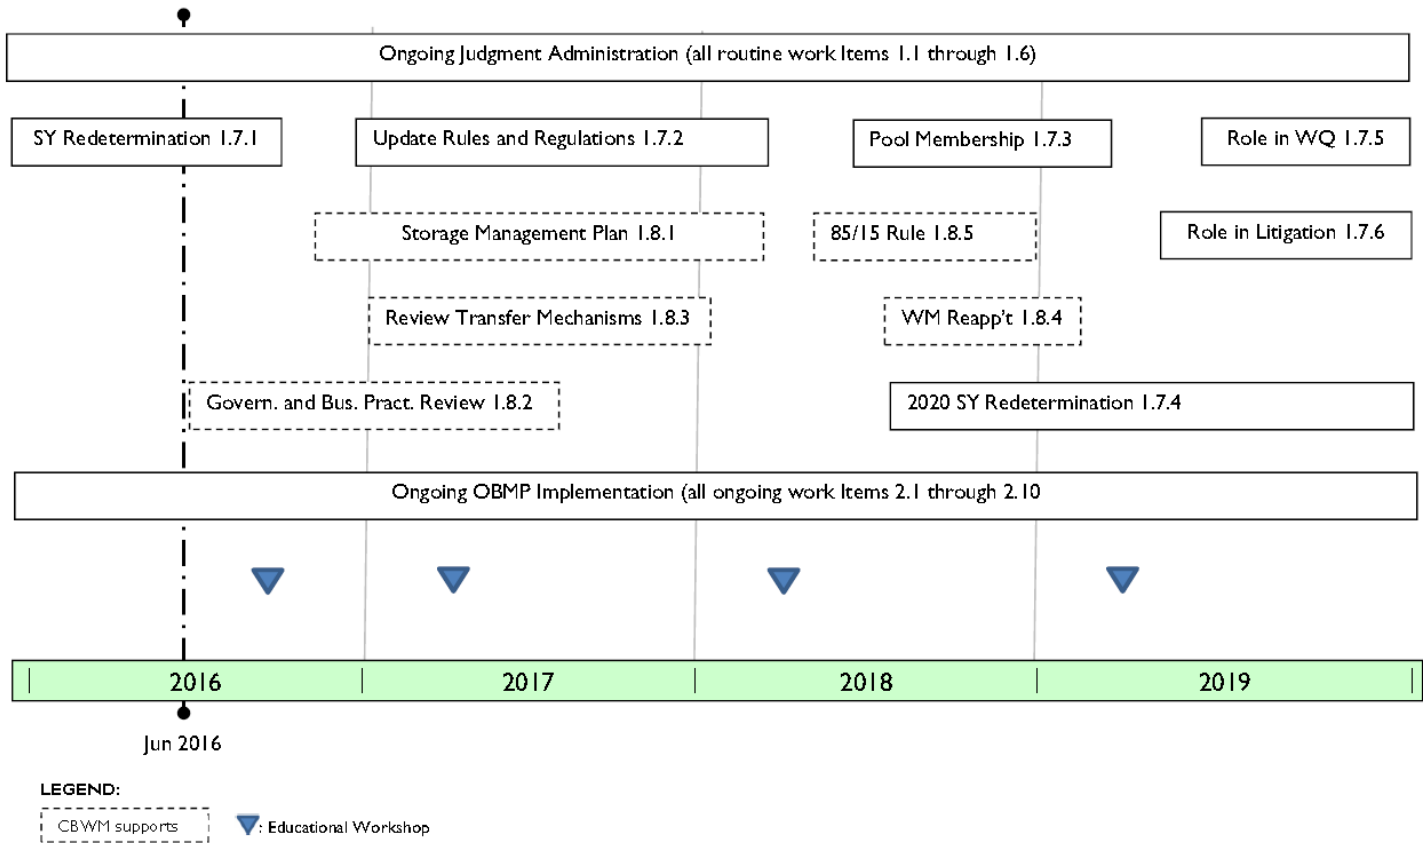 Ongoing Judgment Administration (all routine work Items 1.1 through 1.6)
SY Redetermination 1.7.1
Update Rules and Regulations 1.7.2
Pool Membership 1.7.3
Role in WQ 1.7.5
Storage Management Plan 1.8.1
85/15 Rule 1.8.5
Role in Litigation 1.7.6
Review Transfer Mechanisms 1.8.3
WM Reapp't 1.8.4
Govern. and Bus. Pract. Review 1.8.2
2020 SY Redetermination 1.7.4
Ongoing OBMP Implementation (all ongoing work Items 2.1 through 2.10
2016
2017
2018
2019
Jun 2016
LEGEND:
CBWM supports
: Educational Workshop